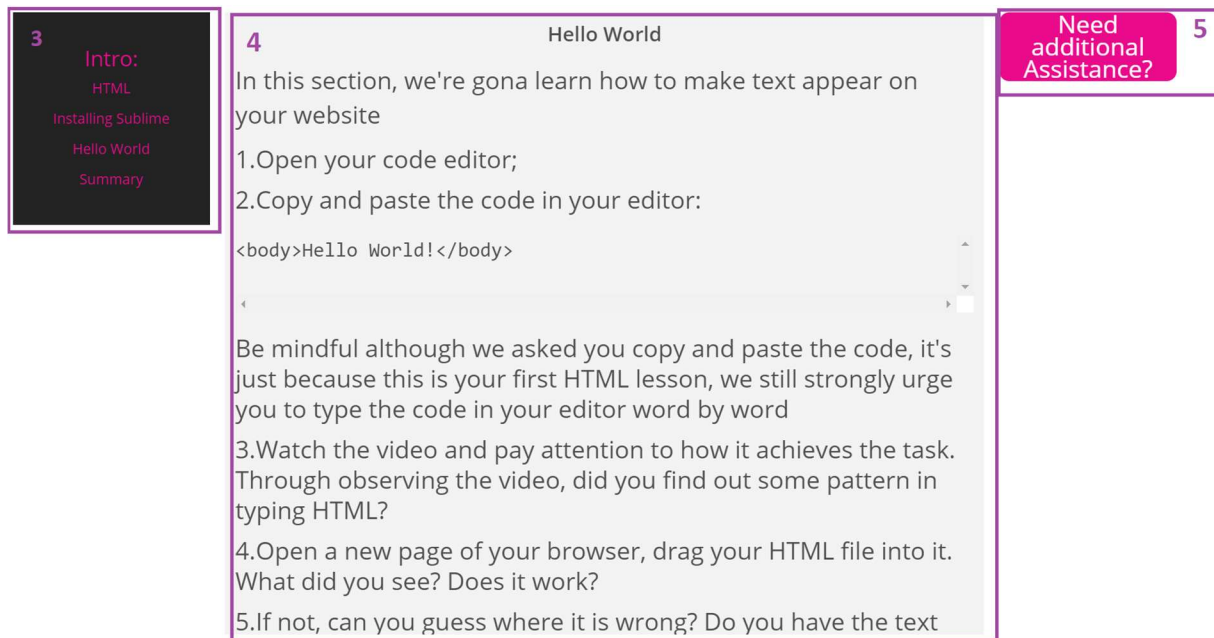 3
Intro:
HTML
Installing Sublime
Hello World
Summary
4
Hello World
In this section, we're gona learn how to make text appear on
your website
1.Open your code editor;
2.Copy and paste the code in your editor:
<body>Hello World!</body>
Be mindful although we asked you copy and paste the code, it's
just because this is your first HTML lesson, we still strongly urge
you to type the code in your editor word by word
3.Watch the video and pay attention to how it achieves the task.
Through observing the video, did you find out some pattern in
typing HTML?
4.Open a new page of your browser, drag your HTML file into it.
What did you see? Does it work?
5.If not, can you guess where it is wrong? Do you have the text
Need
additional
Assistance?
5